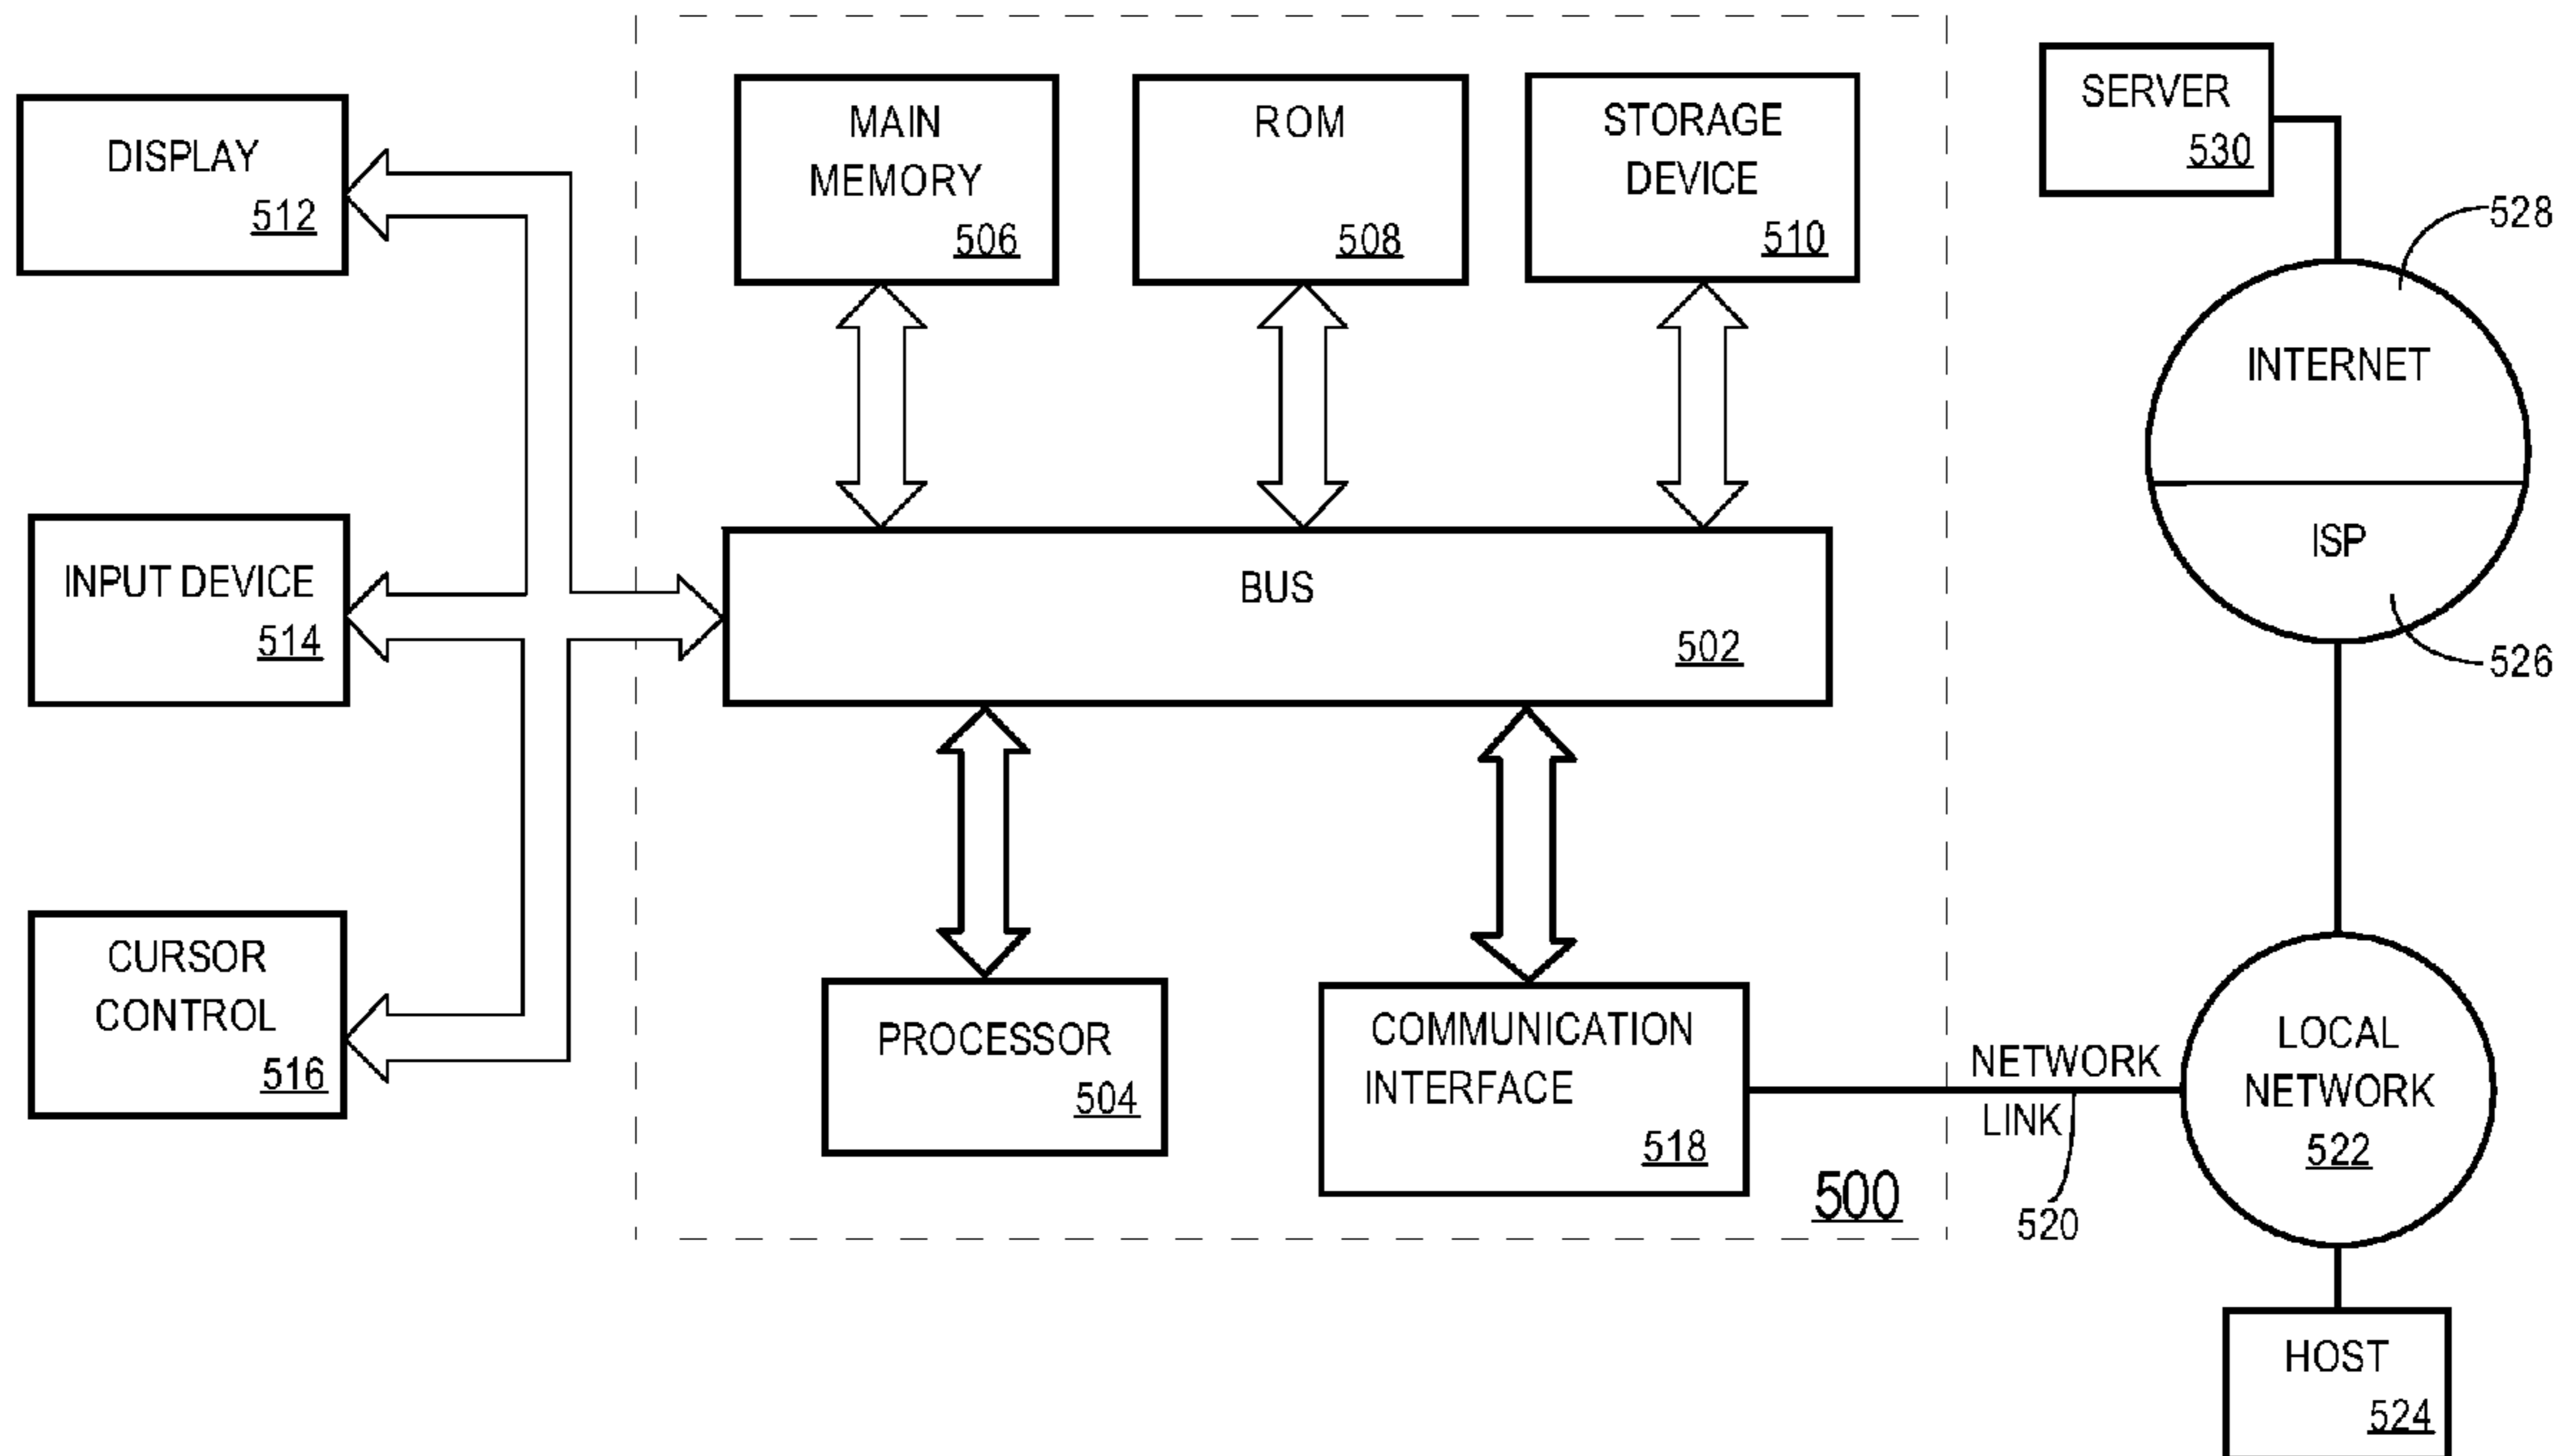 DISPLAY
512
INPUT DEVICE
514
CURSOR
CONTROL
516
MAIN
MEMORY
506
ROM
508
STORAGE
DEVICE
510
BUS
502
PROCESSOR
504
COMMUNICATION
INTERFACE
518
500
SERVER
530
528
INTERNET
ISP
526
NETWORK
LINK
520
LOCAL
NETWORK
522
HOST
524